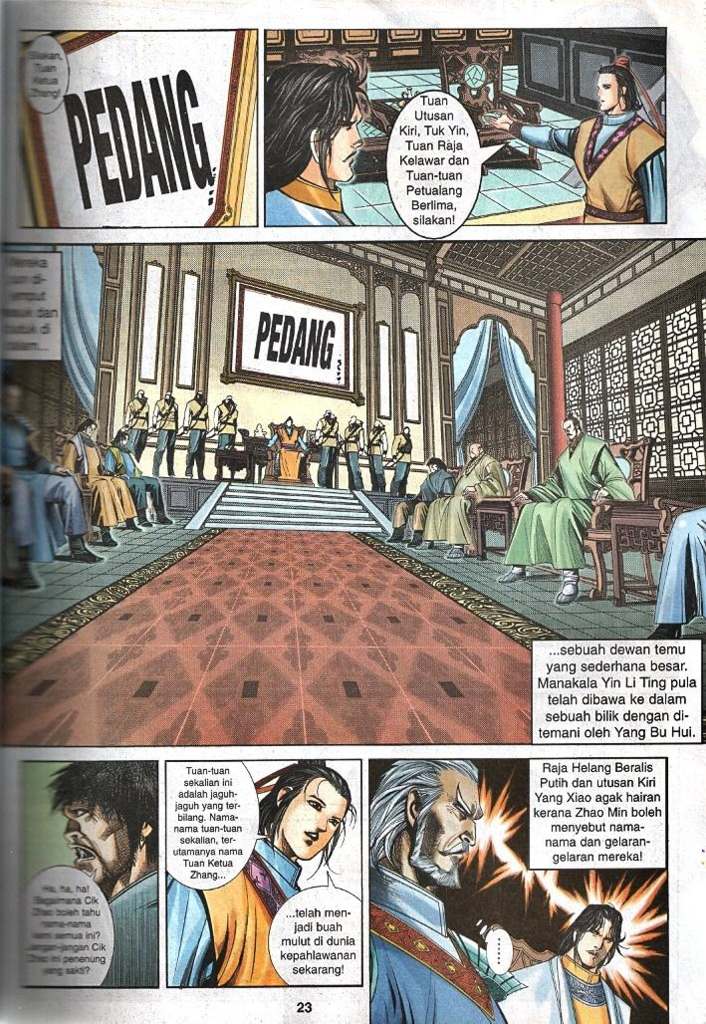 Silakan,
Tuan
Ketua
Zhang!
PEDANG
Silakan!
Tuan
Utusan
Kiri, Tuk Yin,
Tuan Raja
Kelawar dan
Tuan-tuan
Petualang
Berlima,
silakan!
dan
dalam...
PEDANG
...sebuah dewan temu
yang sederhana besar.
Manakala Yin Li Ting pula
telah dibawa ke dalam
sebuah bilik dengan di-
temani oleh Yang Bu Hui.
Ha, ha, ha!
Bagaimana Cik
Zhao boleh tahu
nama-nama
kami semua ini?
Jangan-jangan Cik
Zhao ini penenung
yang sakti?
Tuan-tuan
sekalian ini
adalah jaguh-
jaguh yang ter-
bilang. Nama-
nama tuan-tuan
sekalian, ter-
utamanya nama
Tuan Ketua
Zhang...
...telah men-
jadi buah
mulut di dunia
kepahlawanan
sekarang!
Raja Helang Beralis
Putih dan utusan Kiri
Yang Xiao agak hairan
kerana Zhao Min boleh
menyebut nama-
nama dan gelaran-
gelaran mereka!
......
23